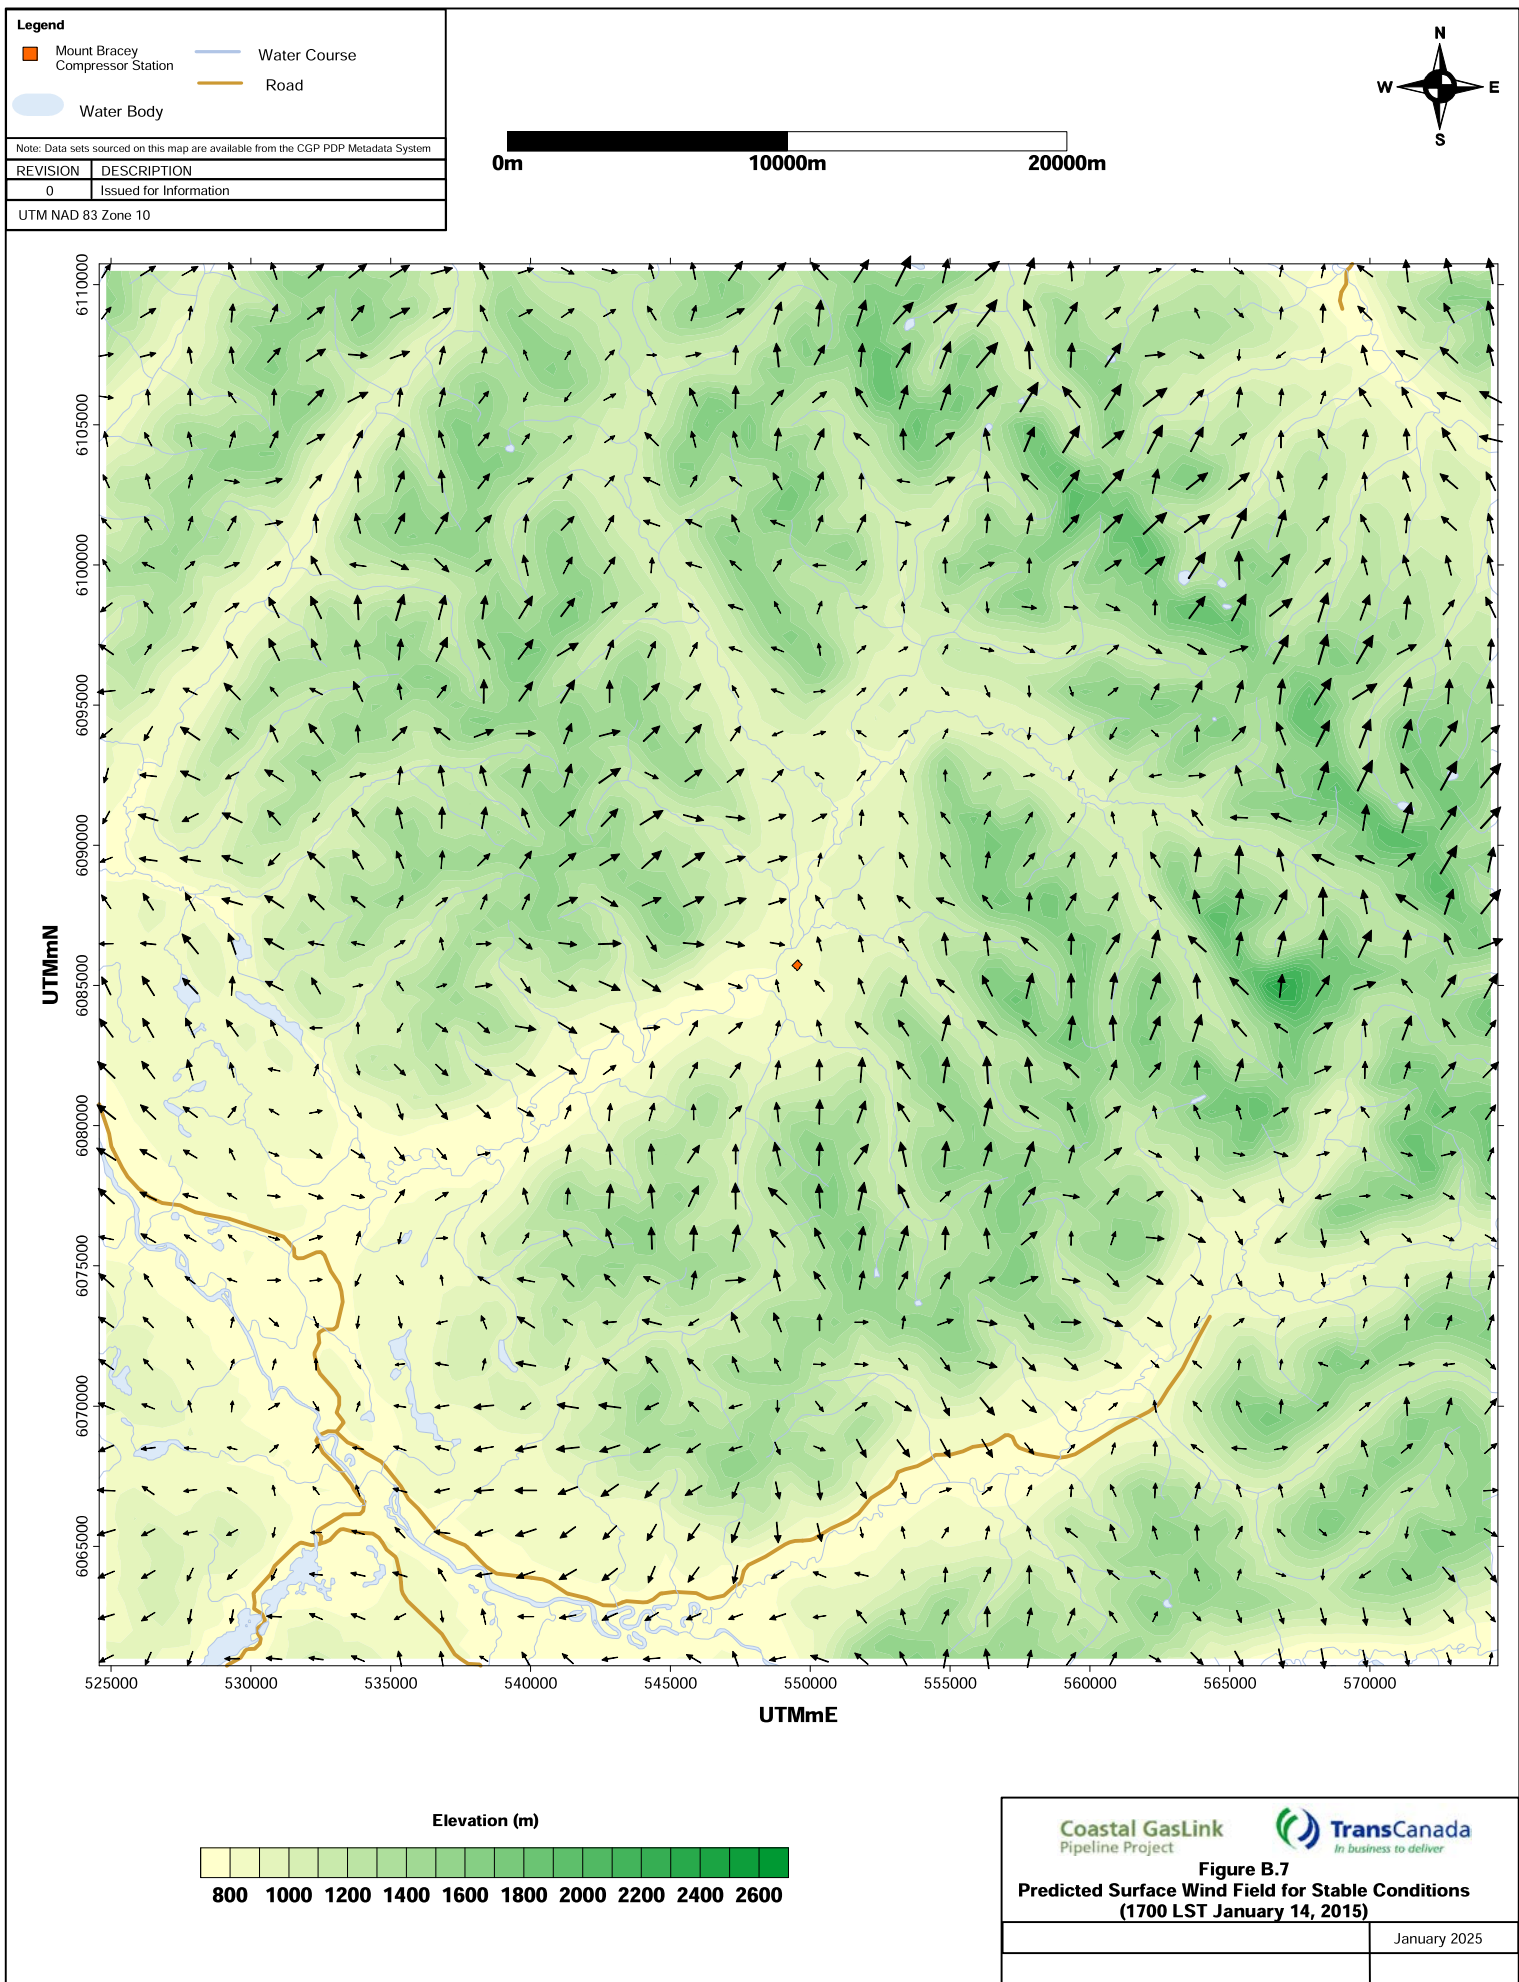 Legend
Mount Bracey
Compressor Station
Water Course
Road
Water Body
Note: Data sets sourced on this map are available from the CGP PDP Metadata System
REVISION DESCRIPTION
0 Issued for Information
UTM NAD 83 Zone 10
0m 10000m 20000m
N
W E
S
6110000
6105000
6100000
6095000
6090000
6085000
6080000
6075000
6070000
6065000
UTMmN
525000 530000 535000 540000 545000 550000 555000 560000 565000 570000
UTMmE
Elevation (m)
800 1000 1200 1400 1600 1800 2000 2200 2400 2600
Coastal GasLink
Pipeline Project
TransCanada
In business to deliver
Figure B.7
Predicted Surface Wind Field for Stable Conditions
(1700 LST January 14, 2015)
January 2025